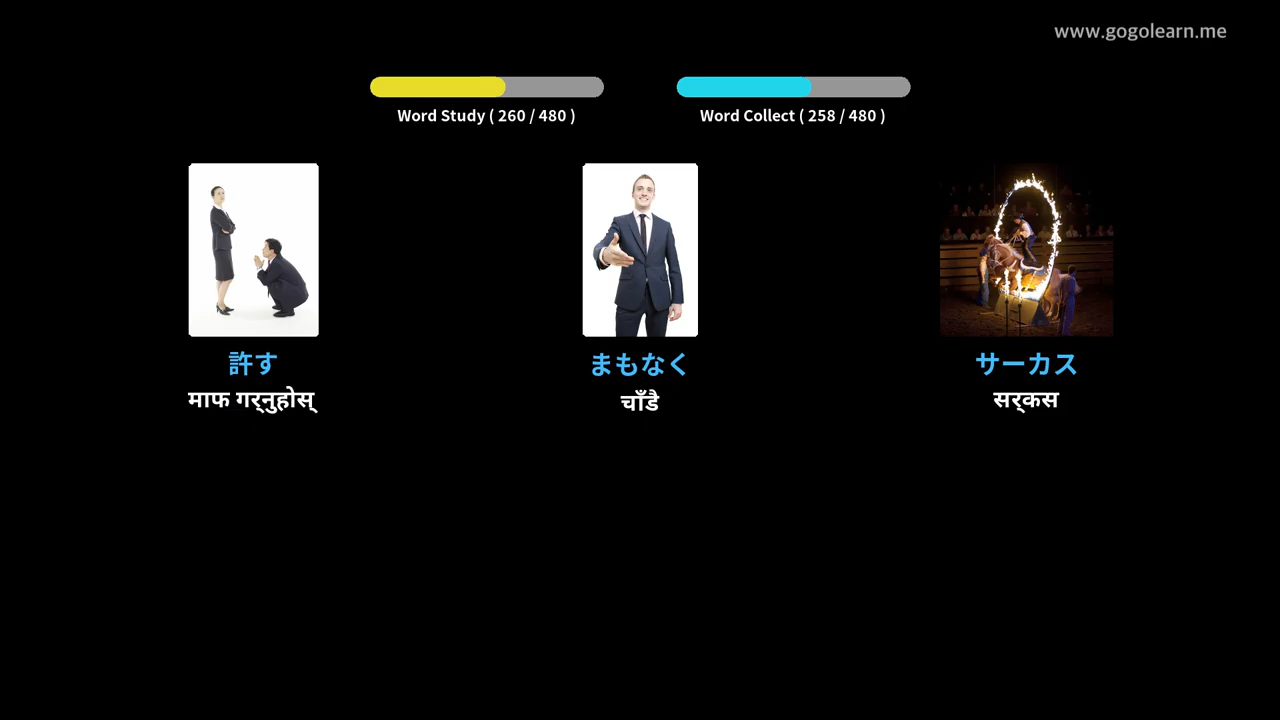 www.gogolearn.me
Word Study ( 260 / 480 )
Word Collect ( 258 / 480 )
許す
まもなく
サーカス
माफ गर्नुहोस्
चाँडै
सर्कस